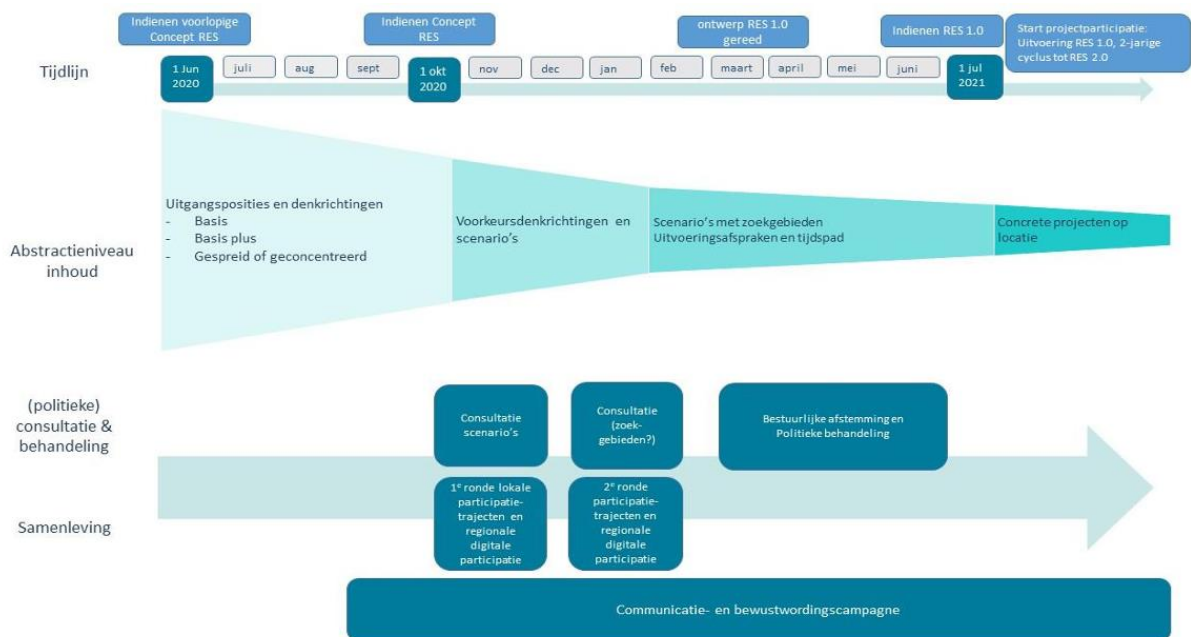 Indienen voorlopige
Concept RES
Indienen Concept
RES
ontwerp RES 1.0
gereed
Indienen RES 1.0
Start projectparticipatie:
Uitvoering RES 1.0, 2-jarige
cyclus tot RES 2.0
Tijdlijn
1 Jun
2020
juli
aug
sept
1 okt
2020
nov
dec
jan
feb
maart
april
mei
juni
1 jul
2021
Abstractieniveau
inhoud
Uitgangsposities en denkrichtingen
- Basis
- Basis plus
- Gespreid of geconcentreerd
Voorkeursdenkrichtingen en
scenario's
Scenario's met zoekgebieden
Uitvoeringsafspraken en tijdspad
Concrete projecten op
locatie
(politieke)
consultatie &
behandeling
Consultatie
scenario's
Consultatie
(zoek-
gebieden?)
Bestuurlijke afstemming en
Politieke behandeling
Samenleving
1e ronde lokale
participatie-
trajecten en
regionale
digitale
participatie
2e ronde
participatie-
trajecten en
regionale
digitale
participatie
Communicatie- en bewustwordingscampagne